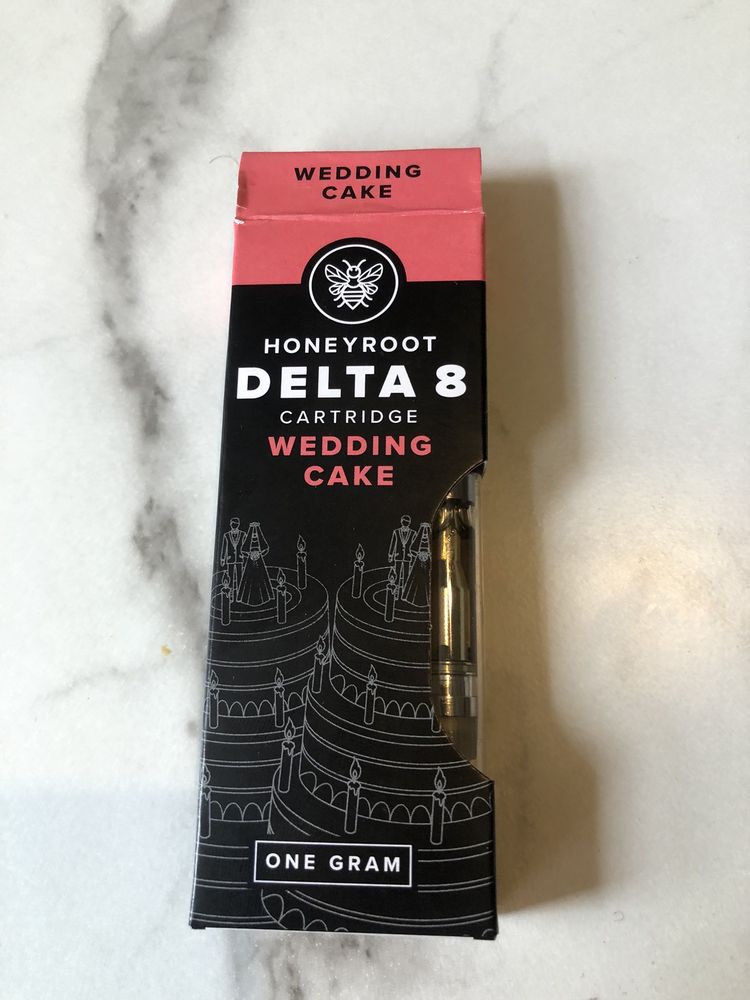 WEDDING
CAKE
HONEYROOT
DELTA 8
CARTRIDGE
WEDDING
CAKE
ONE GRAM